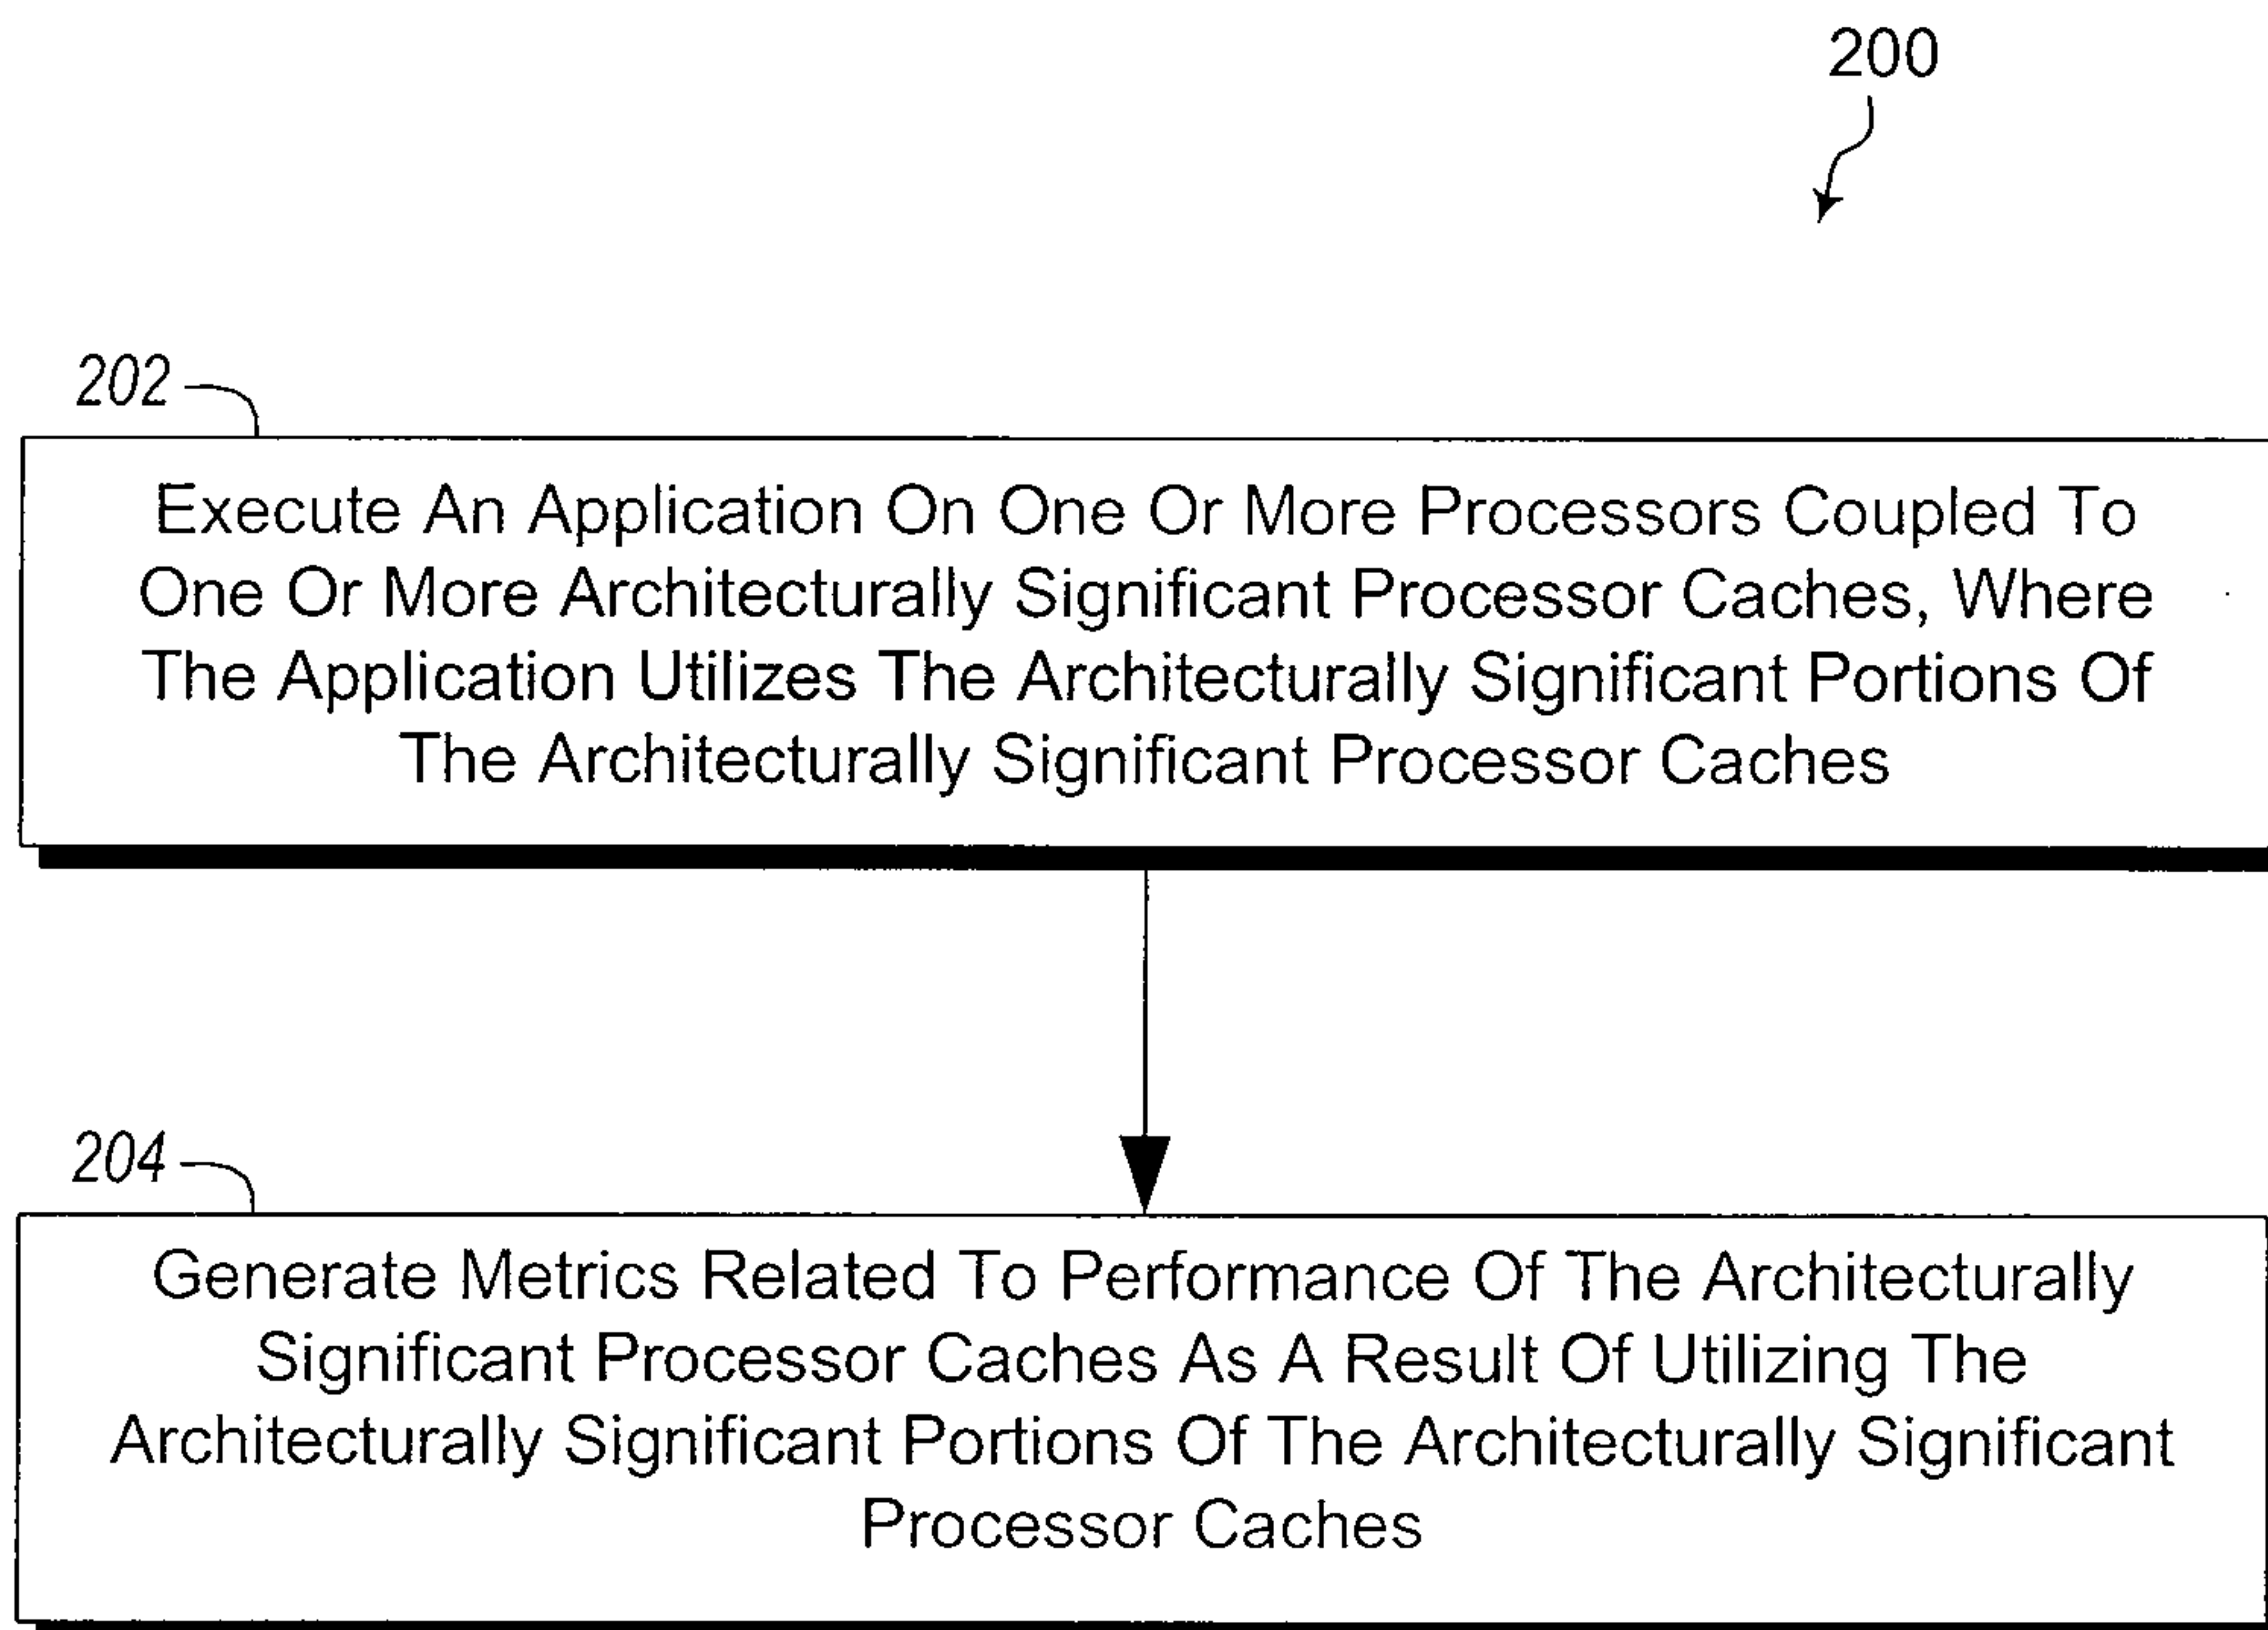 200
202
Execute An Application On One Or More Processors Coupled To
One Or More Architecturally Significant Processor Caches, Where
The Application Utilizes The Architecturally Significant Portions Of
The Architecturally Significant Processor Caches
204
Generate Metrics Related To Performance Of The Architecturally
Significant Processor Caches As A Result Of Utilizing The
Architecturally Significant Portions Of The Architecturally Significant
Processor Caches